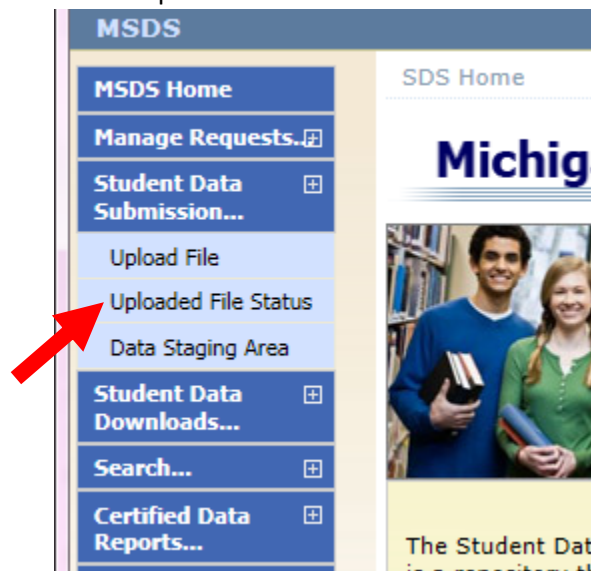 MSDS
MSDS Home
Manage Requests...
Student Data
Submission...
Upload File
Uploaded File Status
Data Staging Area
Student Data
Downloads...
Search...
Certified Data
Reports...
SDS Home
The Student